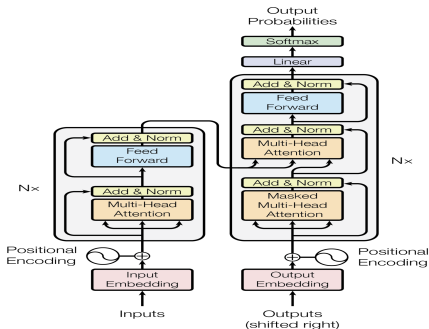 Output
Probabilities
Softmax
Linear
Add & Norm
Feed
Forward
Add & Norm
Multi-Head
Attention
Add & Norm
Masked
Multi-Head
Attention
Nx
Positional
Encoding
Output
Embedding
Outputs
(shifted right)
Add & Norm
Feed
Forward
Add & Norm
Multi-Head
Attention
Nx
Positional
Encoding
Input
Embedding
Inputs